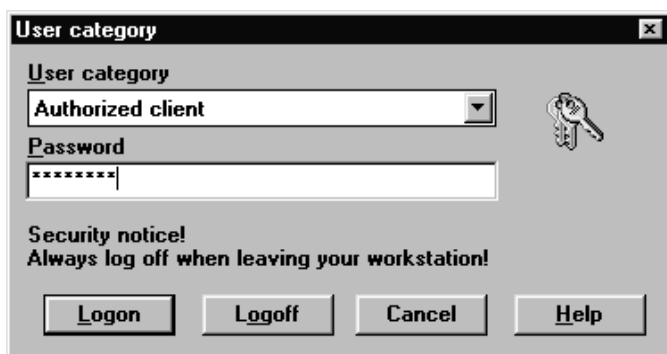 User category
User category
Authorized client
Password
********
Security notice!
Always log off when leaving your workstation!
Logon Logoff Cancel Help